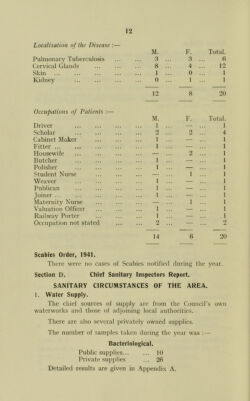 12
Localisation of the Disease :—
M. F. Total.
Pulmonary Tuberculosis ... ... 3 ... 3 ... 6
Cervical Glands ... ... ... 8 ... 4 ... 12
Skin ... ... ... ... ... 1 ... 0 ... 1
Kidney ... ... ... ... 0 ... 1 ... 1
12 8 20
Occupations of Patients :—
M. F. Total.
Driver ... ... ... ... 1 ... — ... 1
Scholar ... ... ... ... 2 ... 2 ... 4
Cabinet Maker ... ... ... 1 ... — ... 1
Fitter ... ... ... ... ... 1 ... — ... 1
Housewife ... ... ... ... — ... 2 ... 2
Butcher ... ... ... ... 1 ... — ... 1
Polisher ... ... ... ... 1 ... — ... 1
Student Nurse ... ... ... — ... 1 ... 1
Weaver ... ... ... ... 1 ... — ... 1
Publican ... ... ... ... 1 ... — ... 1
Joiner ... ... ... ... ... 1 ... — ... 1
Maternity Nurse ... ... ... — ... 1 ... 1
Valuation Officer ... ... ... 1 ... — ... 1
Railway Porter ... ... ... 1 ... — ... 1
Occupation not stated ... ... 2 ... — ... 2
14 6 20
Scabies Order, 1941.
There were no cases of Scabies notified during the year.
Section D. Chief Sanitary Inspectors Report.
SANITARY CIRCUMSTANCES OF THE AREA.
1. Water Supply.
The chief sources of supply are from the Council's own
waterworks and those of adjoining local authorities.
There are also several privately owned supplies.
The number of samples taken during the year was :—
Bacteriological.
Public supplies... ... 10
Private supplies ... 26
Detailed results are given in Appendix A.